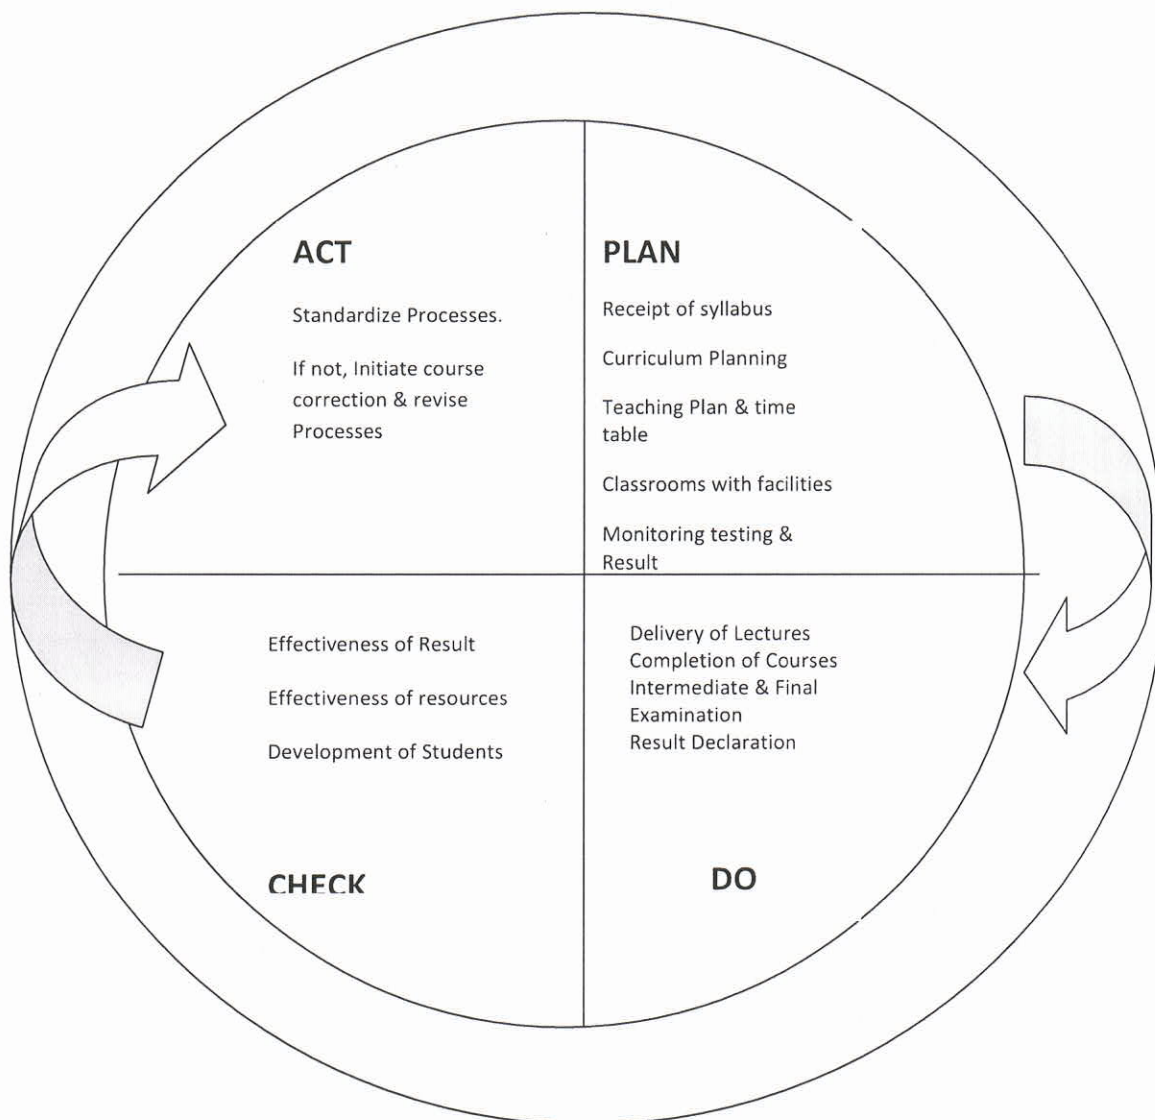 ACT
Standardize Processes.
If not, Initiate course
correction & revise
Processes
PLAN
Receipt of syllabus
Curriculum Planning
Teaching Plan & time
table
Classrooms with facilities
Monitoring testing &
Result
Effectiveness of Result
Effectiveness of resources
Development of Students
CHECK
Delivery of Lectures
Completion of Courses
Intermediate & Final
Examination
Result Declaration
DO